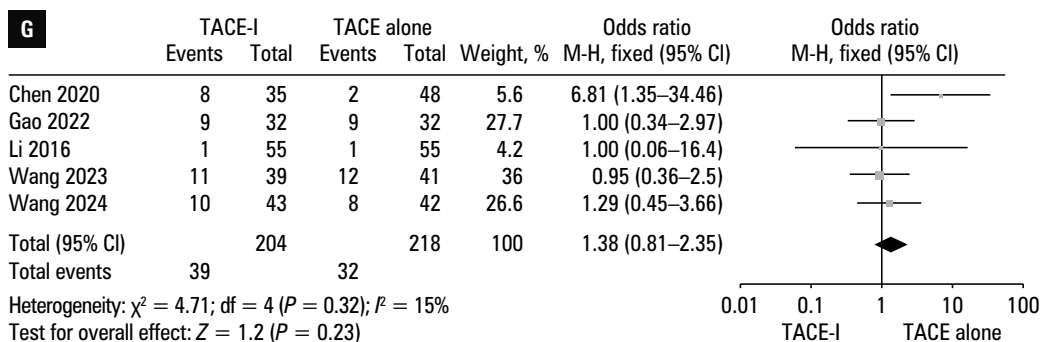 G
TACE-I TACE alone Odds ratio Odds ratio
Events Total Events Total Weight, % M-H, fixed (95% CI) M-H, fixed (95% CI)
Chen 2020 8 35 2 48 5.6 6.81 (1.35–34.46)
Gao 2022 9 32 9 32 27.7 1.00 (0.34–2.97)
Li 2016 1 55 1 55 4.2 1.00 (0.06–16.4)
Wang 2023 11 39 12 41 36 0.95 (0.36–2.5)
Wang 2024 10 43 8 42 26.6 1.29 (0.45–3.66)
Total (95% CI) 204 218 100 1.38 (0.81–2.35)
Total events 39 32
Heterogeneity: χ² = 4.71; df = 4 (P = 0.32); I² = 15%
Test for overall effect: Z = 1.2 (P = 0.23)
0.01 0.1 1 10 100
TACE-I TACE alone